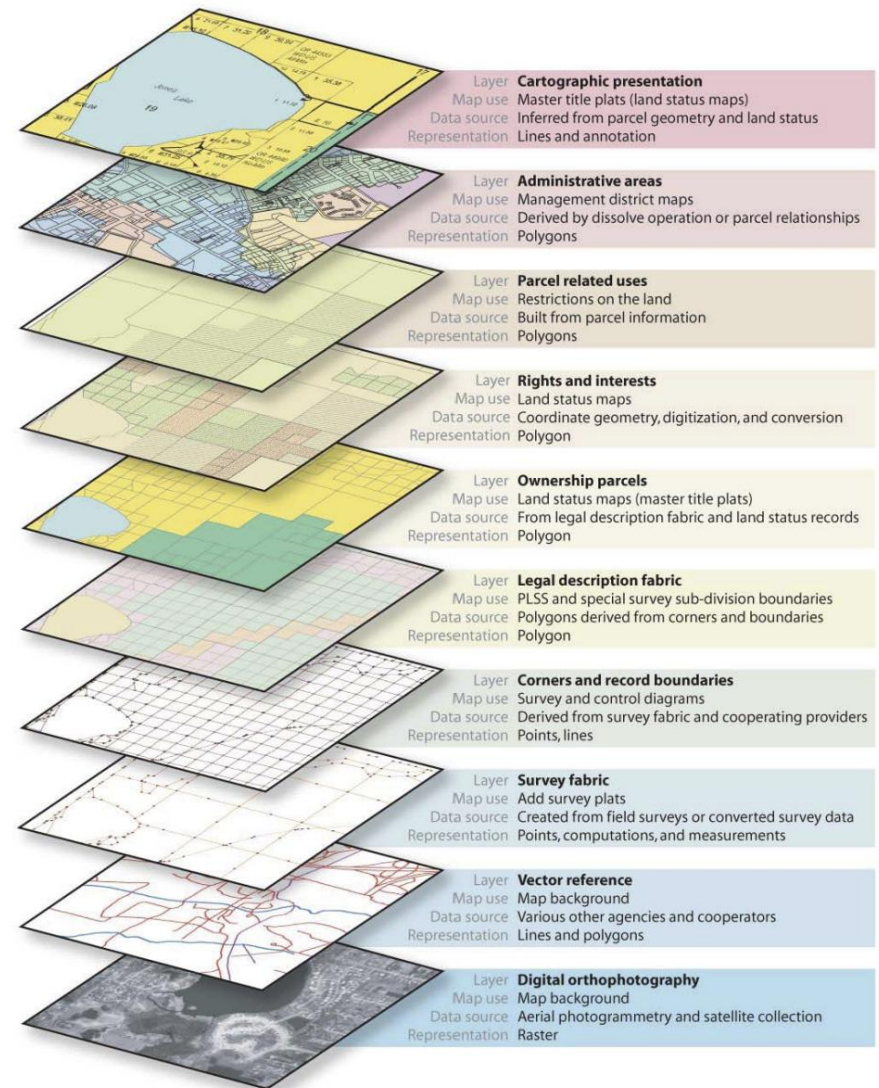 Jones
Lake
19
18
17
20
Layer Cartographic presentation
Map use Master title plats (land status maps)
Data source Inferred from parcel geometry and land status
Representation Lines and annotation
Layer Administrative areas
Map use Management district maps
Data source Derived by dissolve operation or parcel relationships
Representation Polygons
Layer Parcel related uses
Map use Restrictions on the land
Data source Built from parcel information
Representation Polygons
Layer Rights and interests
Map use Land status maps
Data source Coordinate geometry, digitization, and conversion
Representation Polygon
Layer Ownership parcels
Map use Land status maps (master title plats)
Data source From legal description fabric and land status records
Representation Polygon
Layer Legal description fabric
Map use PLSS and special survey sub-division boundaries
Data source Polygons derived from corners and boundaries
Representation Polygon
Layer Corners and record boundaries
Map use Survey and control diagrams
Data source Derived from survey fabric and cooperating providers
Representation Points, lines
Layer Survey fabric
Map use Add survey plats
Data source Created from field surveys or converted survey data
Representation Points, computations, and measurements
Layer Vector reference
Map use Map background
Data source Various other agencies and cooperators
Representation Lines and polygons
Layer Digital orthophotography
Map use Map background
Data source Aerial photogrammetry and satellite collection
Representation Raster